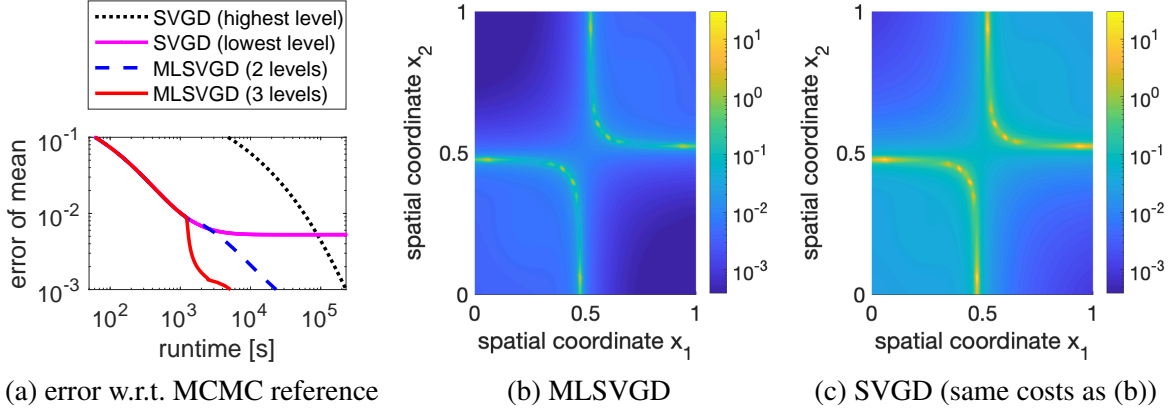 SVGD (highest level)
SVGD (lowest level)
MLSVGD (2 levels)
MLSVGD (3 levels)
error of mean
10^-1
10^-2
10^-3
10^2
10^3
10^4
10^5
runtime [s]
(a) error w.r.t. MCMC reference
spatial coordinate x_2
1
0.5
0
0
0.5
1
spatial coordinate x_1
10^1
10^0
10^-1
10^-2
10^-3
(b) MLSVGD
spatial coordinate x_2
1
0.5
0
0
0.5
1
spatial coordinate x_1
10^1
10^0
10^-1
10^-2
10^-3
(c) SVGD (same costs as (b))